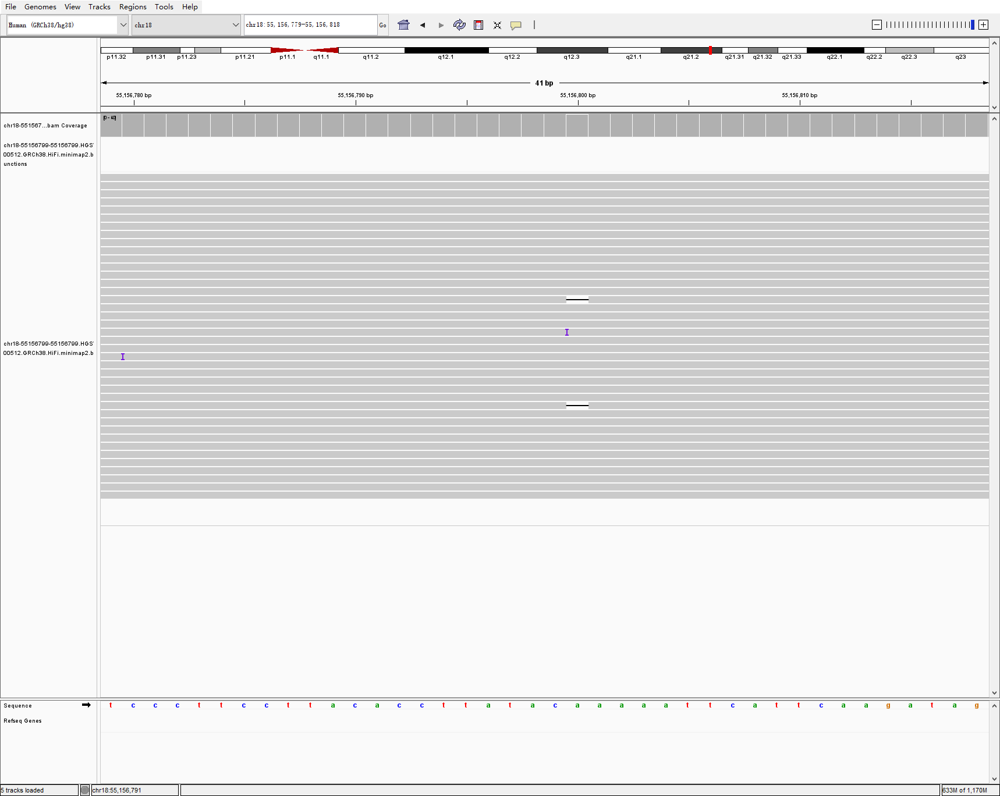 File Genomes View Tracks Regions Tools Help
Human (GRCh38/hg38) chr18 chr18:55,156,779-55,156,818 Go
p11.32 p11.31 p11.23 p11.21 p11.1 q11.1 q11.2 q12.1 q12.2 q12.3 q21.1 q21.2 q21.31 q21.32 q21.33 q22.1 q22.2 q22.3 q23
41 bp
55,156,780 bp 55,156,790 bp 55,156,800 bp 55,156,810 bp
[0 - 40]
chr18-551567...bam Coverage
chr18-55156799-55156799.HGS
00512.GRCh38.HiFi.minimap2.b
unctions
chr18-55156799-55156799.HGS
00512.GRCh38.HiFi.minimap2.b
Sequence t c c c t t c c t t a c a c c t t a t a c a a a a a t t c a t t c a a g a t a g
Refseq Genes
5 tracks loaded chr18:55,156,791 633M of 1,170M